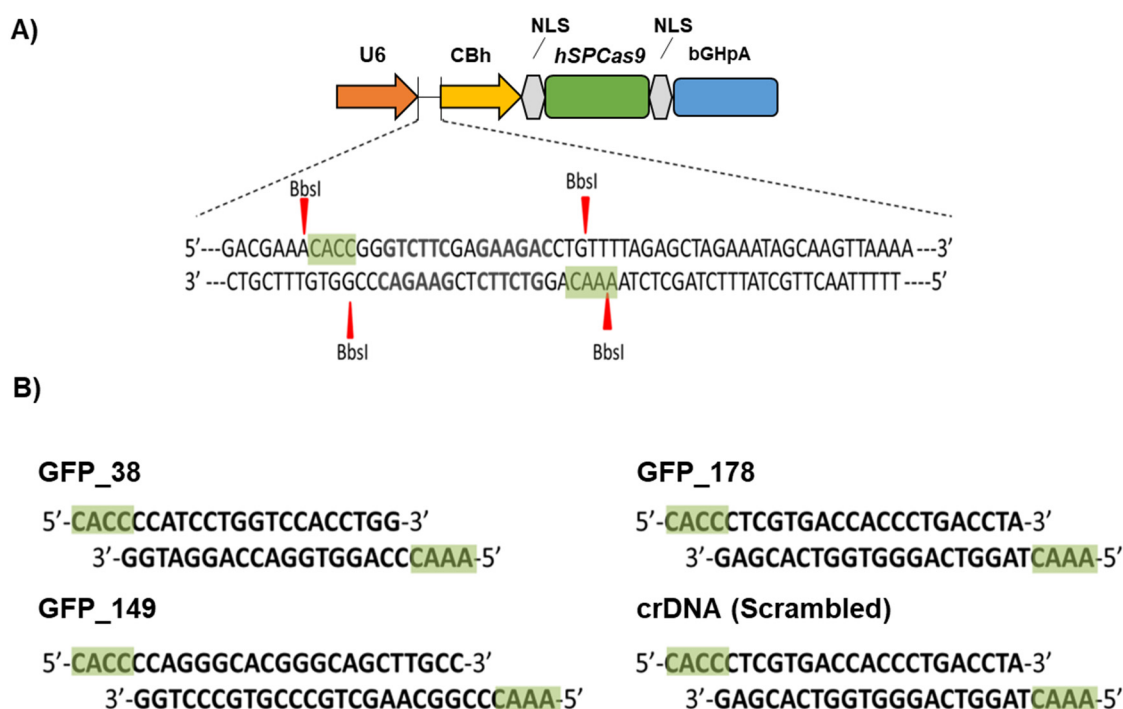 A)
NLS NLS
U6 CBh hSPCas9 bGHpA
BbsI BbsI
5’---GACGAAACACCGGGTCTTCGAGAAGACCTGTTTTAGAGCTAGAAATAGCAAGTTAAAA---3’
3’ ---CTGCTTTGTGGCCCAGAAGCTCTTCTGGACAAAATCTCGATCTTTATCGTTCAATTTTT----5’
BbsI BbsI
B)
GFP_38
5’-CACCCCATCCTGGTCCACCTGG-3’
3’-GGTAGGACCAGGTGGACCCAAA-5’
GFP_149
5’-CACCCCAGGGCACGGGCAGCTTGCC-3’
3’-GGTCCCGTGCCCGTCGAACGGCCCAAA-5’
GFP_178
5’-CACCCTCGTGACCACCCTGACCTA-3’
3’-GAGCACTGGTGGGACTGGATCAAA-5’
crDNA (Scrambled)
5’-CACCCTCGTGACCACCCTGACCTA-3’
3’-GAGCACTGGTGGGACTGGATCAAA-5’